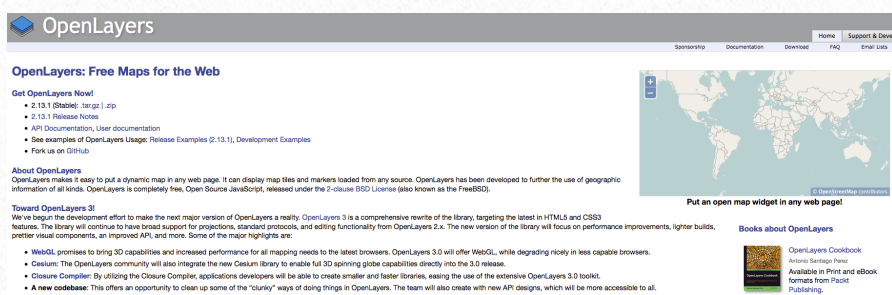 OpenLayers
Home Support & Deve
Sponsorship Documentation Download FAQ Email Lists
OpenLayers: Free Maps for the Web
Get OpenLayers Now!
• 2.13.1 (Stable): .tar.gz | .zip
• 2.13.1 Release Notes
• API Documentation, User documentation
• See examples of OpenLayers Usage: Release Examples (2.13.1), Development Examples
• Fork us on GitHub
About OpenLayers
OpenLayers makes it easy to put a dynamic map in any web page. It can display map tiles and markers loaded from any source. OpenLayers has been developed to further the use of geographic
information of all kinds. OpenLayers is completely free, Open Source JavaScript, released under the 2-clause BSD License (also known as the FreeBSD).
Toward OpenLayers 3!
We've begun the development effort to make the next major version of OpenLayers a reality. OpenLayers 3 is a comprehensive rewrite of the library, targeting the latest in HTML5 and CSS3
features. The library will continue to have broad support for projections, standard protocols, and editing functionality from OpenLayers 2.x. The new version of the library will focus on performance improvements, lighter builds,
prettier visual components, an improved API, and more. Some of the major highlights are:
• WebGL promises to bring 3D capabilities and increased performance for all mapping needs to the latest browsers. OpenLayers 3.0 will offer WebGL, while degrading nicely in less capable browsers.
• Cesium: The OpenLayers community will also integrate the new Cesium library to enable full 3D spinning globe capabilities directly into the 3.0 release.
• Closure Compiler: By utilizing the Closure Compiler, applications developers will be able to create smaller and faster libraries, easing the use of the extensive OpenLayers 3.0 toolkit.
• A new codebase: This offers an opportunity to clean up some of the "clunky" ways of doing things in OpenLayers. The team will also create with new API designs, which will be more accessible to all.
+
−
© OpenStreetMap contributors
Put an open map widget in any web page!
Books about OpenLayers
OpenLayers Cookbook
OpenLayers Cookbook
Antonio Santiago Perez
Available in Print and eBook
formats from Packt
Publishing.